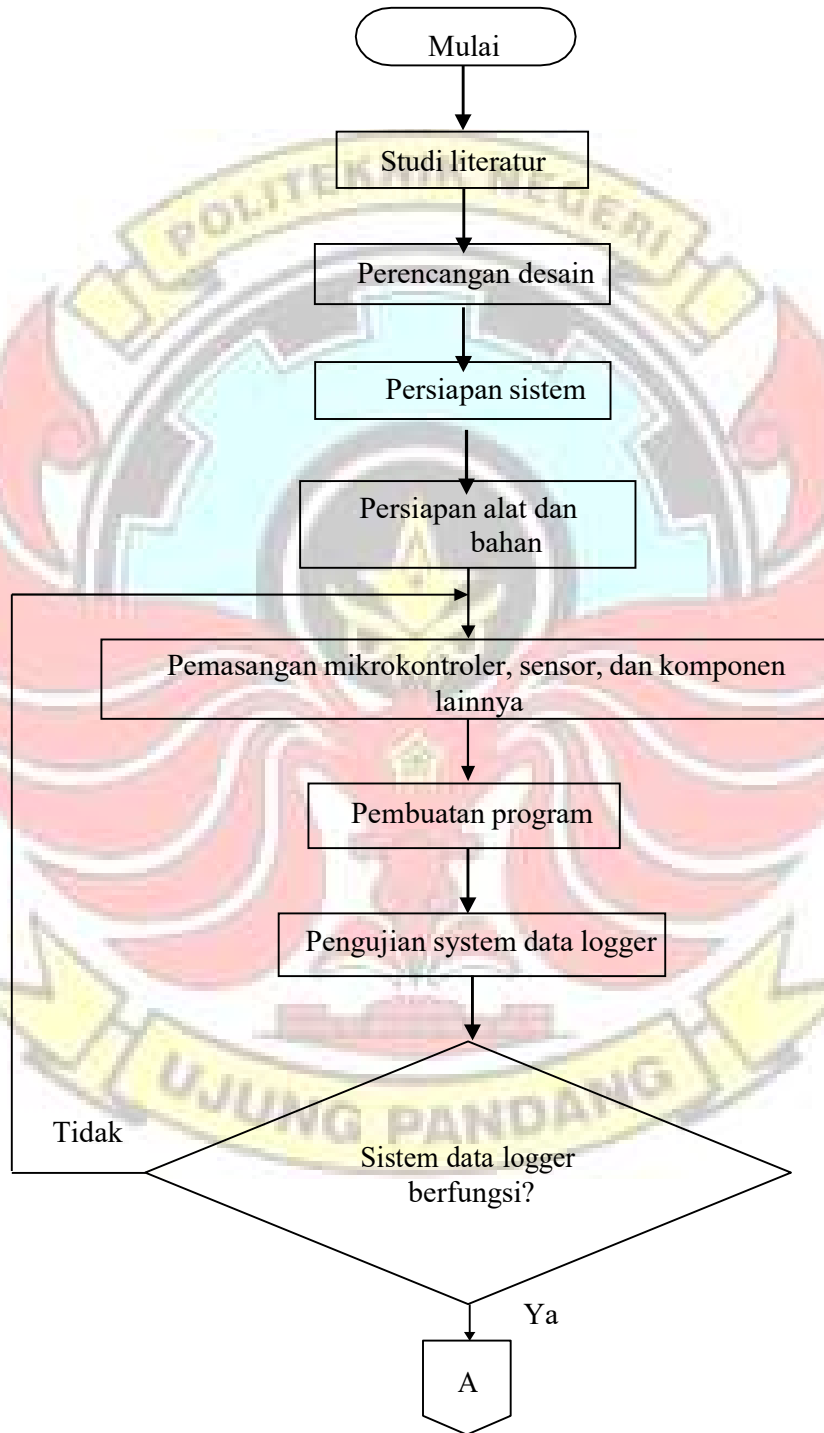 Mulai
Studi literatur
POLITEKNIK NEGERI
Perencangan desain
Persiapan sistem
Persiapan alat dan
bahan
Pemasangan mikrokontroler, sensor, dan komponen
lainnya
Pembuatan program
Pengujian system data logger
UJUNG PANDANG
Tidak
Sistem data logger
berfungsi?
Ya
A